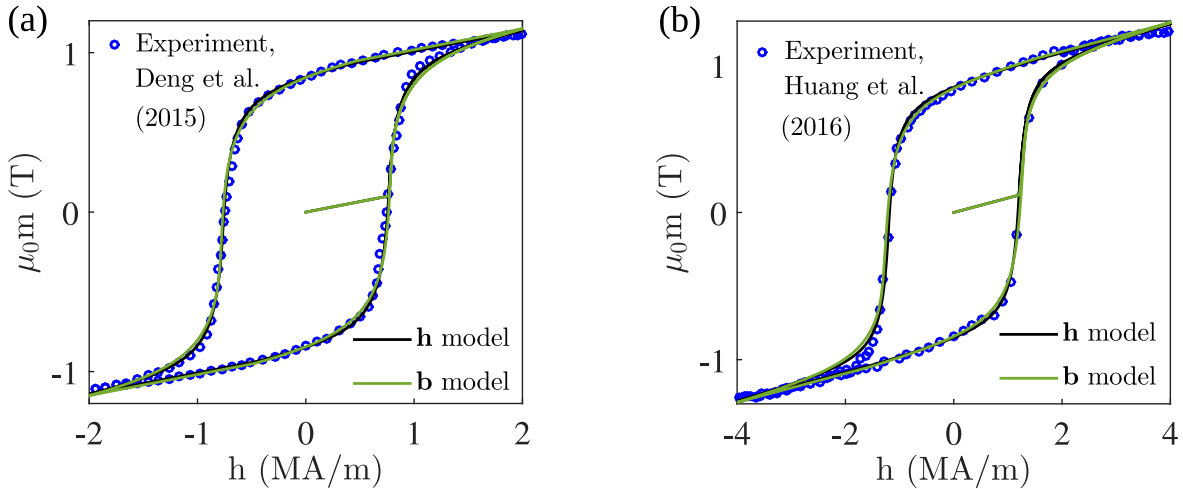 (a)
Experiment,
Deng et al.
(2015)
h model
b model
μ₀m (T)
1
0
-1
-2
-1
0
1
2
h (MA/m)
(b)
Experiment,
Huang et al.
(2016)
h model
b model
μ₀m (T)
1
0
-1
-4
-2
0
2
4
h (MA/m)